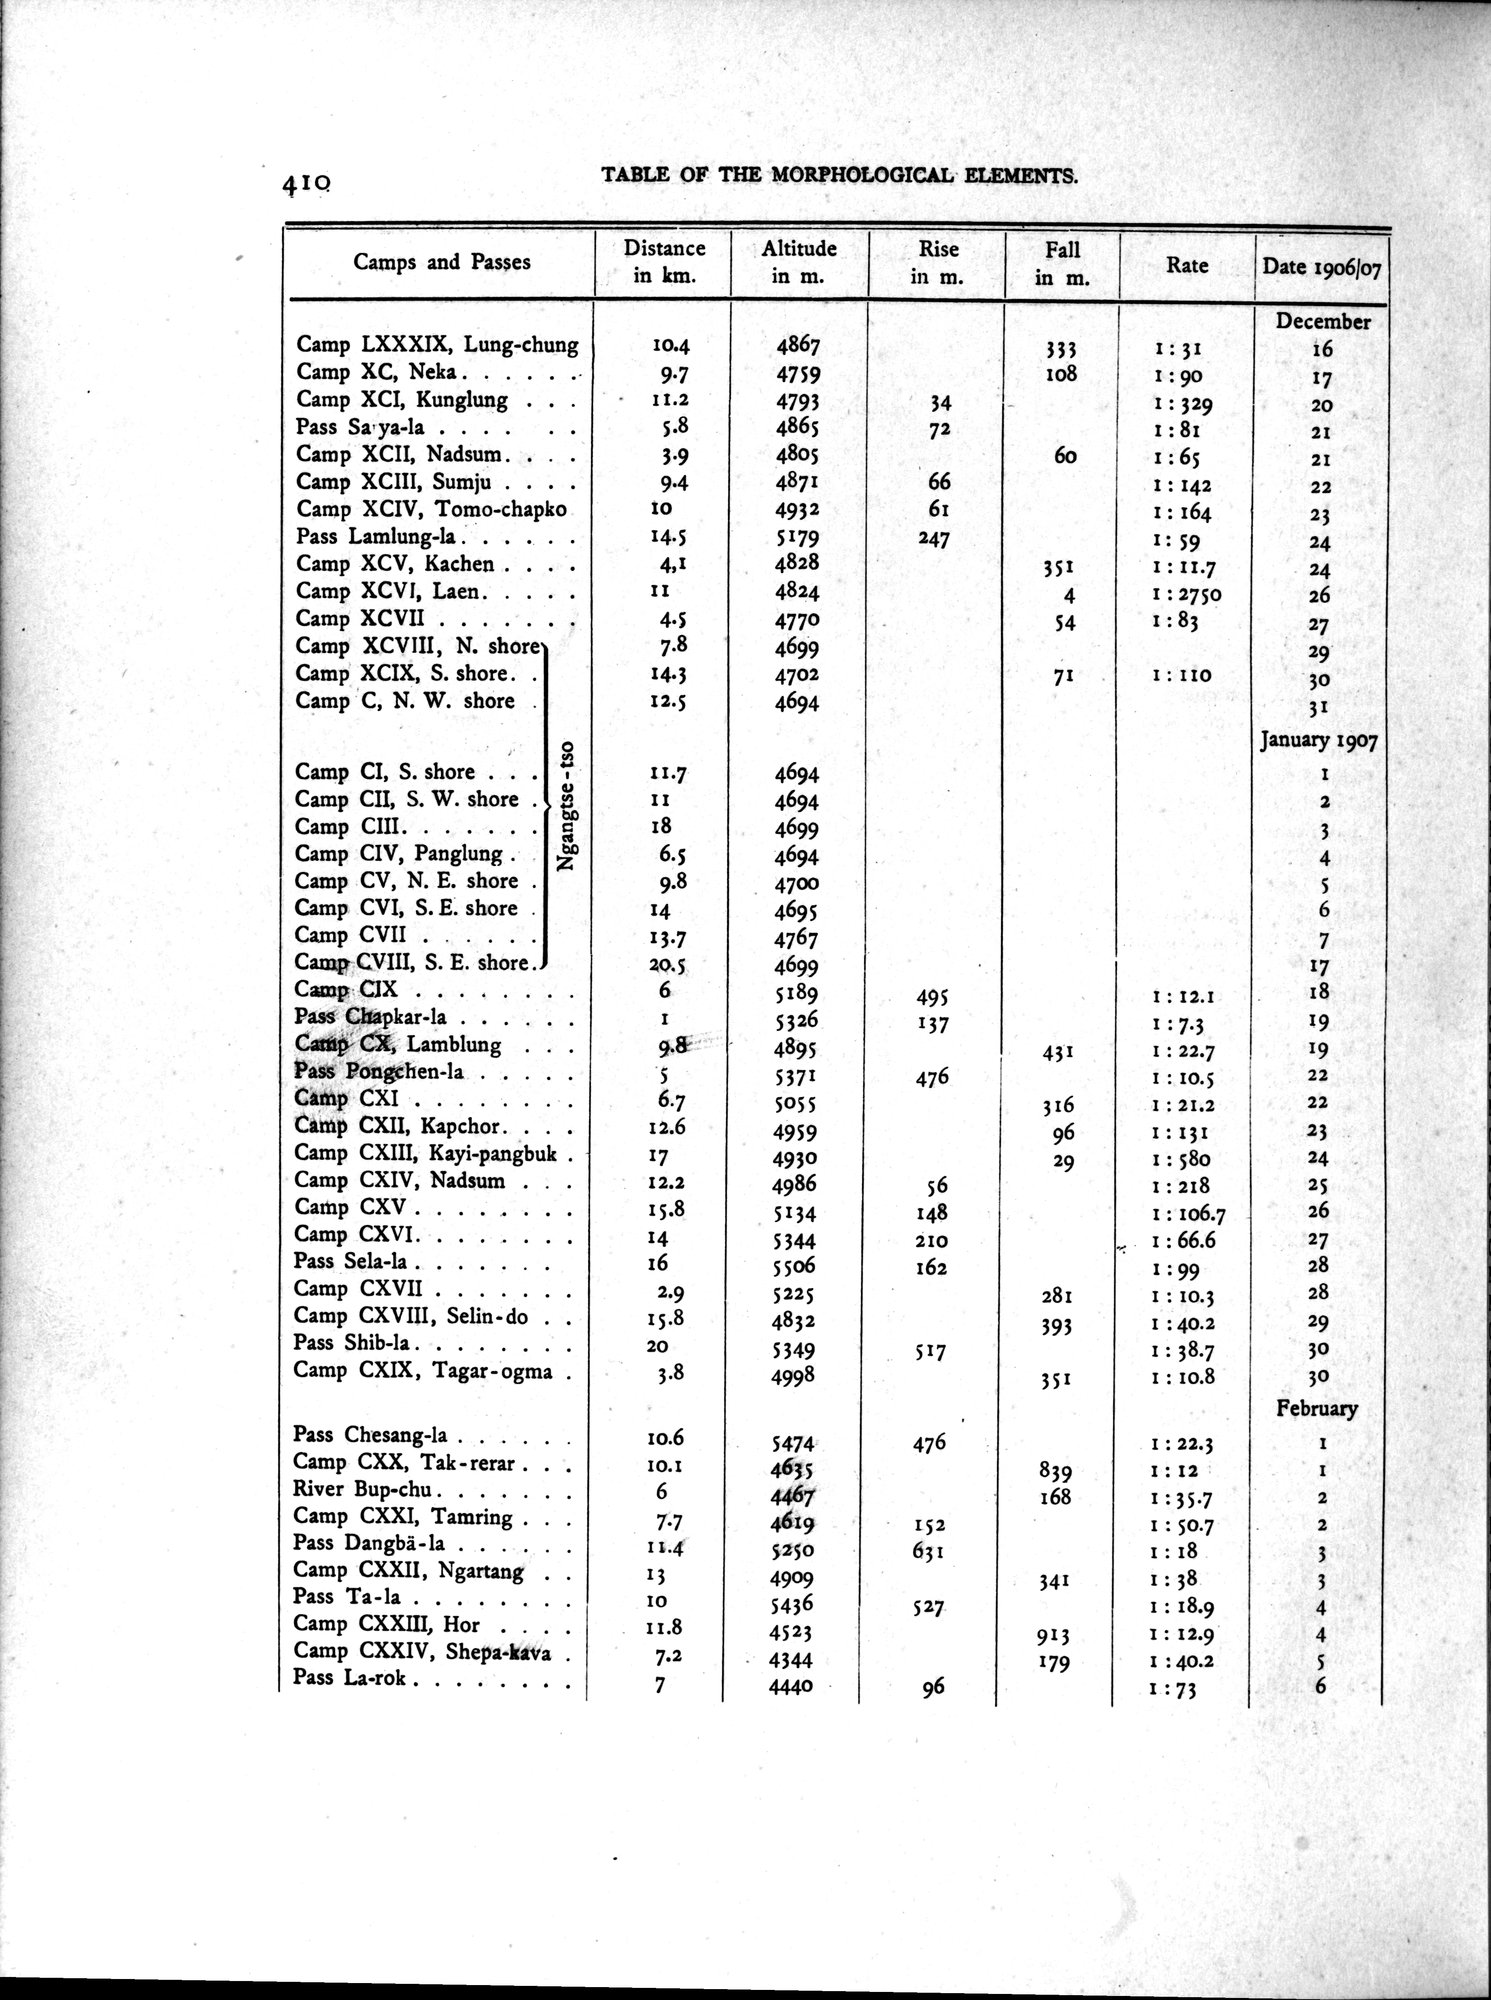 410
TABLE OF THE MORPHOLOGICAL ELEMENTS.
Camps and Passes | Distance in km. | Altitude in m. | Rise in m. | Fall in m. | Rate | Date 1906/07
December
Camp LXXXIX, Lung-chung 10.4 4867 333 1:31 16
Camp XC, Neka. . . . . . 9.7 4759 108 1:90 17
Camp XCI, Kunglung . . . 11.2 4793 34 1:329 20
Pass Sa-ya-la . . . . . . 5.8 4865 72 1:81 21
Camp XCII, Nadsum. . . . 3.9 4805 60 1:65 21
Camp XCIII, Sumju . . . . 9.4 4871 66 1:142 22
Camp XCIV, Tomo-chapko 10 4932 61 1:164 23
Pass Lamlung-la. . . . . . 14.5 5179 247 1:59 24
Camp XCV, Kachen . . . . 4,1 4828 351 1:11.7 24
Camp XCVI, Laen. . . . . 11 4824 4 1:2750 26
Camp XCVII . . . . . . . 4.5 4770 54 1:83 27
Camp XCVIII, N. shore 7.8 4699 29
Camp XCIX, S. shore. . 14.3 4702 71 1:110 30
Camp C, N. W. shore . 12.5 4694 31
January 1907
Ngangtse-tso
Camp CI, S. shore . . . 11.7 4694 1
Camp CII, S. W. shore . 11 4694 2
Camp CIII. . . . . . . 18 4699 3
Camp CIV, Panglung . 6.5 4694 4
Camp CV, N. E. shore . 9.8 4700 5
Camp CVI, S. E. shore . 14 4695 6
Camp CVII . . . . . . 13.7 4767 7
Camp CVIII, S. E. shore. 20.5 4699 17
Camp CIX . . . . . . . . 6 5189 495 1:12.1 18
Pass Chapkar-la . . . . . . 1 5326 137 1:7.3 19
Camp CX, Lamblung . . . 9.8 4895 431 1:22.7 19
Pass Pongchen-la . . . . . 5 5371 476 1:10.5 22
Camp CXI . . . . . . . . 6.7 5055 316 1:21.2 22
Camp CXII, Kapchor. . . . 12.6 4959 96 1:131 23
Camp CXIII, Kayi-pangbuk . 17 4930 29 1:580 24
Camp CXIV, Nadsum . . . 12.2 4986 56 1:218 25
Camp CXV . . . . . . . . 15.8 5134 148 1:106.7 26
Camp CXVI. . . . . . . . 14 5344 210 1:66.6 27
Pass Sela-la . . . . . . . 16 5506 162 1:99 28
Camp CXVII . . . . . . . 2.9 5225 281 1:10.3 28
Camp CXVIII, Selin-do . . 15.8 4832 393 1:40.2 29
Pass Shib-la. . . . . . . . 20 5349 517 1:38.7 30
Camp CXIX, Tagar-ogma . 3.8 4998 351 1:10.8 30
February
Pass Chesang-la . . . . . . 10.6 5474 476 1:22.3 1
Camp CXX, Tak-rerar . . . 10.1 4635 839 1:12 1
River Bup-chu. . . . . . . 6 4467 168 1:35.7 2
Camp CXXI, Tamring . . . 7.7 4619 152 1:50.7 2
Pass Dangbä-la . . . . . . 11.4 5250 631 1:18 3
Camp CXXII, Ngartang . . 13 4909 341 1:38 3
Pass Ta-la . . . . . . . . 10 5436 527 1:18.9 4
Camp CXXIII, Hor . . . . 11.8 4523 913 1:12.9 4
Camp CXXIV, Shepa-kava . 7.2 4344 179 1:40.2 5
Pass La-rok . . . . . . . . 7 4440 96 1:73 6